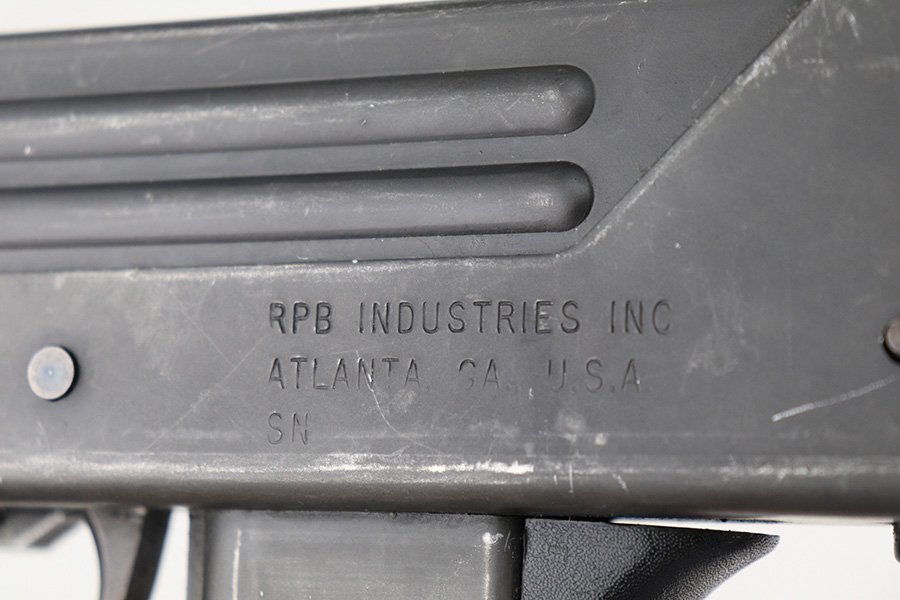 RPB INDUSTRIES INC
ATLANTA, GA., U.S.A
SN